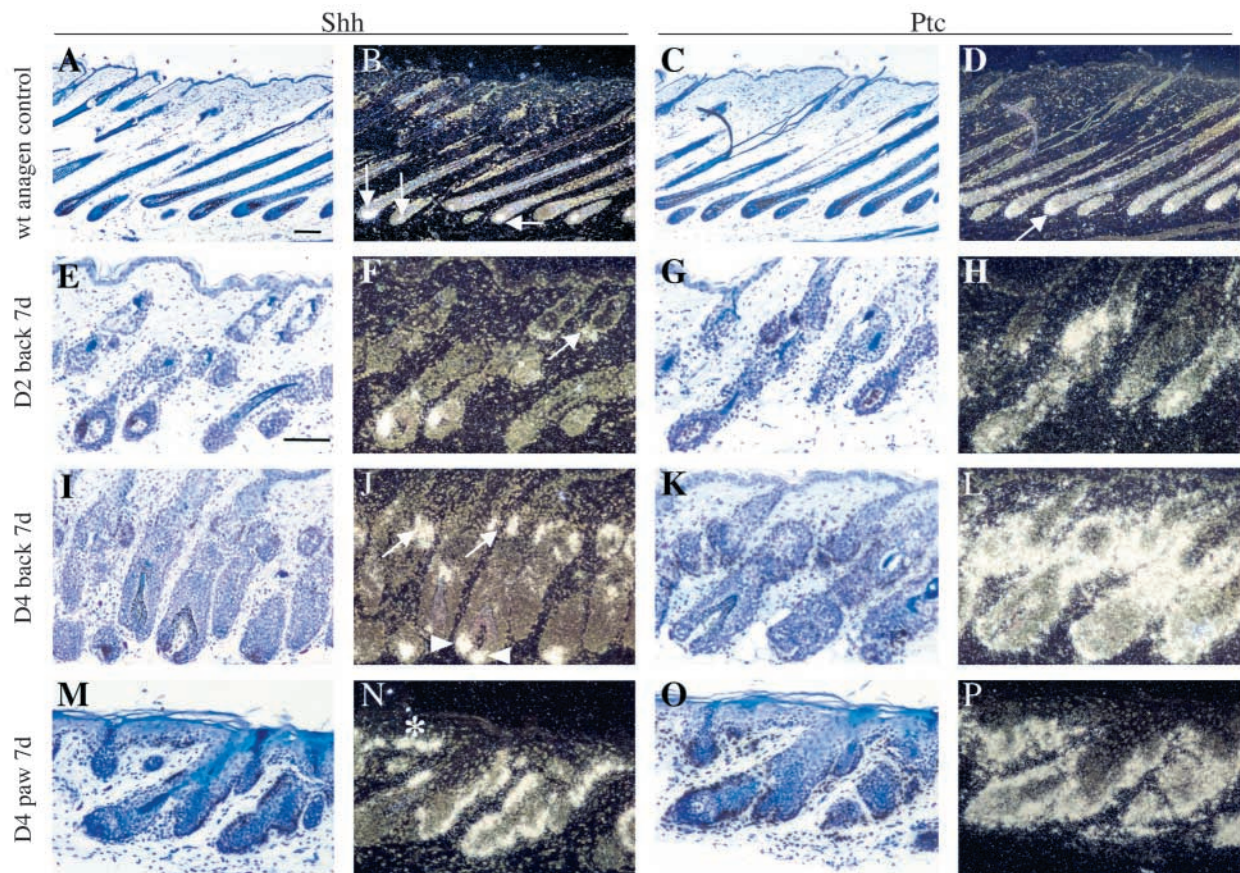 Shh
Ptc
wt anagen control
A
B
C
D
D2 back 7d
E
F
G
H
D4 back 7d
I
J
K
L
D4 paw 7d
M
N
*
O
P